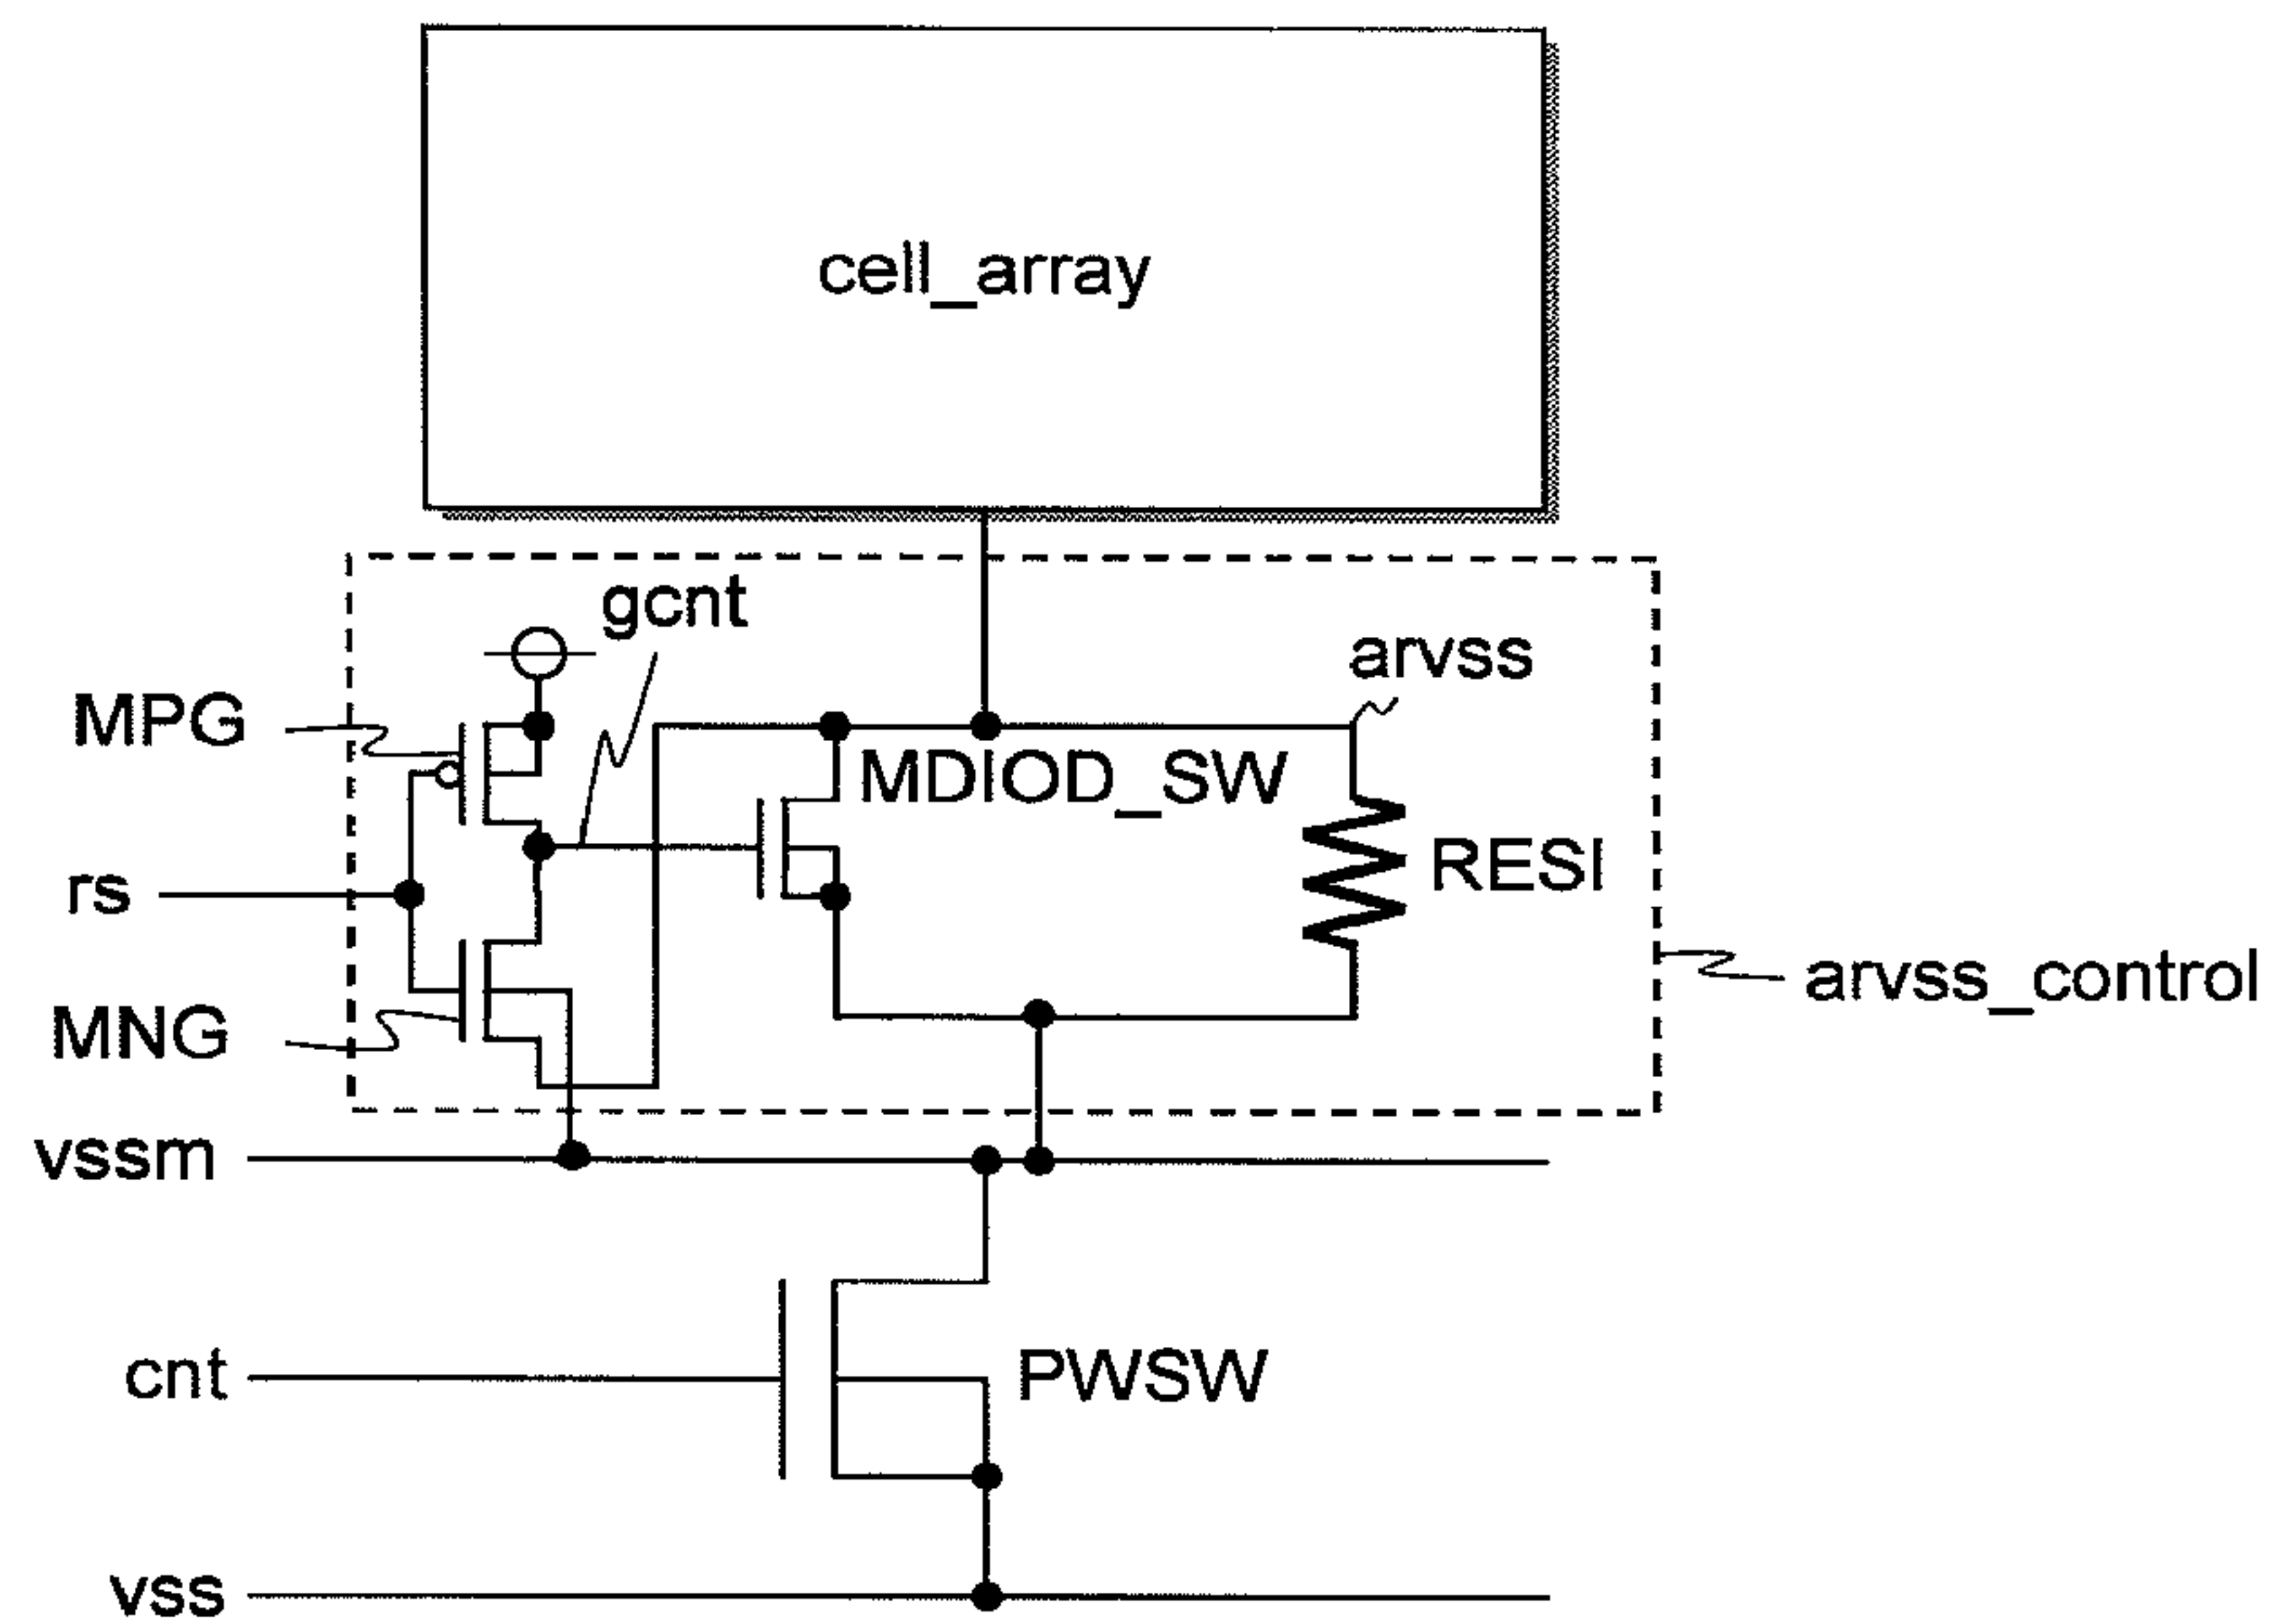 cell_array
gcnt
arvss
MPG
MDIOD_SW
RESI
rs
arvss_control
MNG
vssm
cnt
PWSW
vss